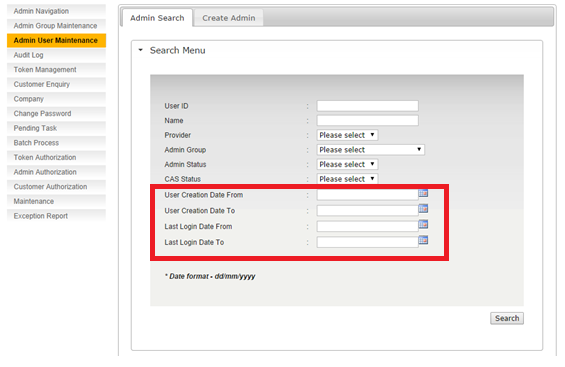 Admin Navigation
Admin Group Maintenance
Admin User Maintenance
Audit Log
Token Management
Customer Enquiry
Company
Change Password
Pending Task
Batch Process
Token Authorization
Admin Authorization
Customer Authorization
Maintenance
Exception Report
Admin Search Create Admin
Search Menu
User ID :
Name :
Provider : Please select
Admin Group : Please select
Admin Status : Please select
CAS Status : Please select
User Creation Date From :
User Creation Date To :
Last Login Date From :
Last Login Date To :
* Date format - dd/mm/yyyy
Search